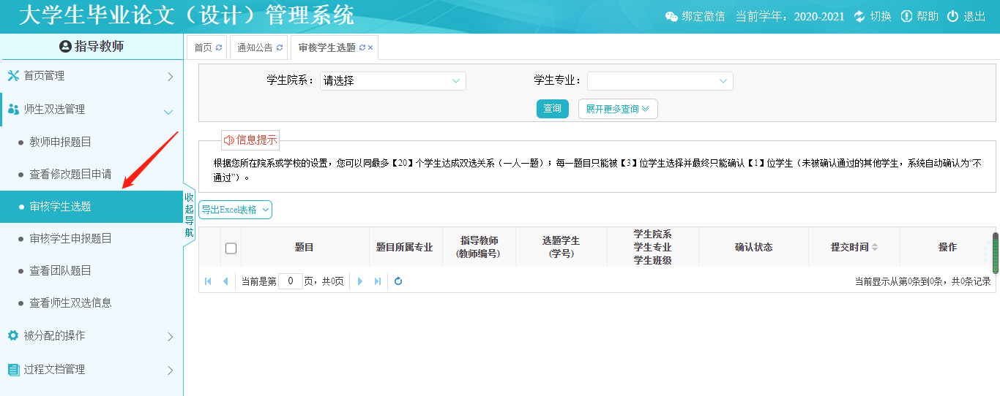 大学生毕业论文（设计）管理系统
绑定微信 当前学年：2020-2021 切换 帮助 退出
指导教师
首页管理
师生双选管理
教师申报题目
查看修改题目申请
审核学生选题
审核学生申报题目
查看团队题目
查看师生双选信息
被分配的操作
过程文档管理
收起导航
首页 通知公告 审核学生选题
学生院系： 请选择 学生专业：
查询 展开更多查询
信息提示
根据您所在院系或学校的设置，您可以同最多【20】个学生达成双选关系（一人一题）；每一题目只能被【3】位学生选择并最终只能确认【1】位学生（未被确认通过的其他学生，系统自动确认为“不
通过”）。
导出Excel表格
题目
题目所属专业
指导教师
(教师编号)
选题学生
(学号)
学生院系
学生专业
学生班级
确认状态
提交时间
操作
当前是第 0 页，共0页
当前显示从第0条到0条，共0条记录